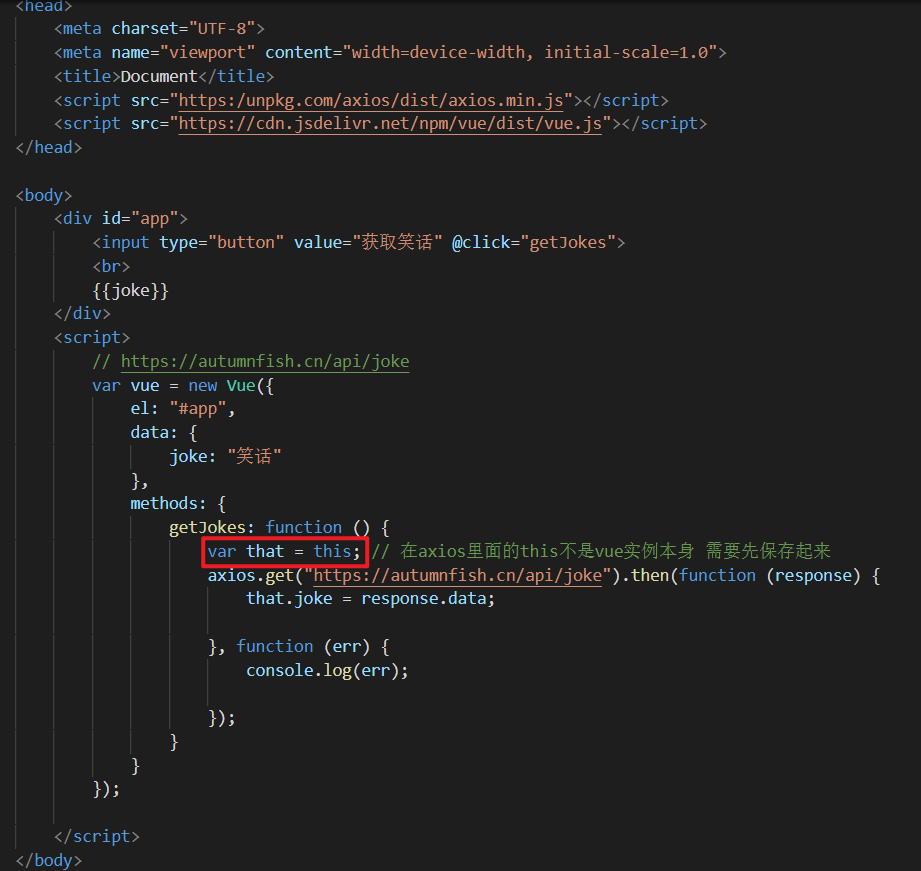 <head>
<meta charset="UTF-8">
<meta name="viewport" content="width=device-width, initial-scale=1.0">
<title>Document</title>
<script src="https:/unpkg.com/axios/dist/axios.min.js"></script>
<script src="https://cdn.jsdelivr.net/npm/vue/dist/vue.js"></script>
</head>
<body>
<div id="app">
<input type="button" value="获取笑话" @click="getJokes">
<br>
{{joke}}
</div>
<script>
// https://autumnfish.cn/api/joke
var vue = new Vue({
el: "#app",
data: {
joke: "笑话"
},
methods: {
getJokes: function () {
var that = this; // 在axios里面的this不是vue实例本身 需要先保存起来
axios.get("https://autumnfish.cn/api/joke").then(function (response) {
that.joke = response.data;
}, function (err) {
console.log(err);
});
}
}
});
</script>
</body>